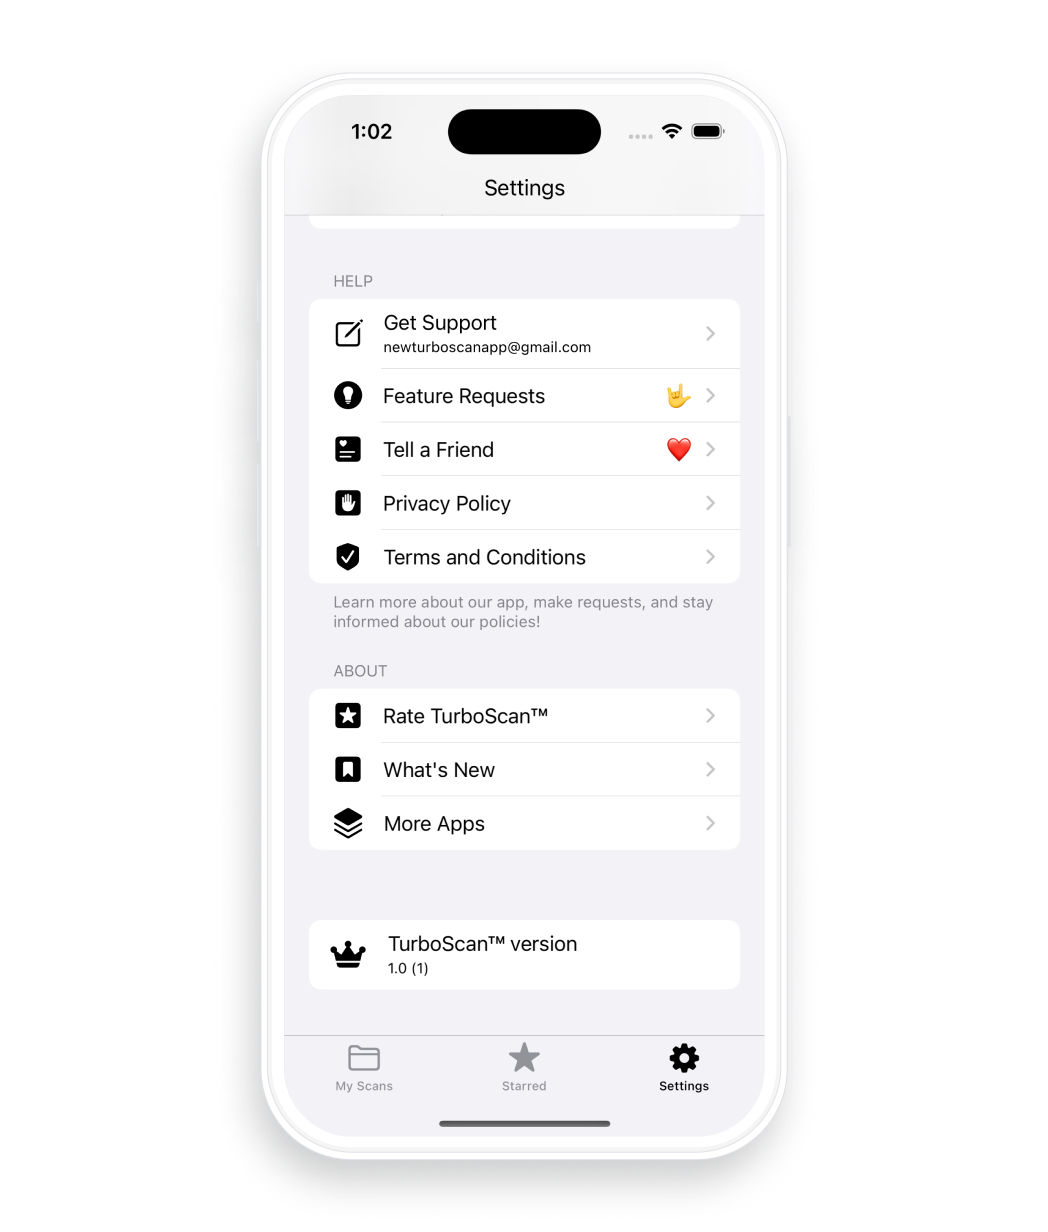 1:02
Settings
HELP
Get Support
newturboscanapp@gmail.com
Feature Requests 🤟
Tell a Friend ❤️
Privacy Policy
Terms and Conditions
Learn more about our app, make requests, and stay
informed about our policies!
ABOUT
Rate TurboScan™
What's New
More Apps
TurboScan™ version
1.0 (1)
My Scans
Starred
Settings